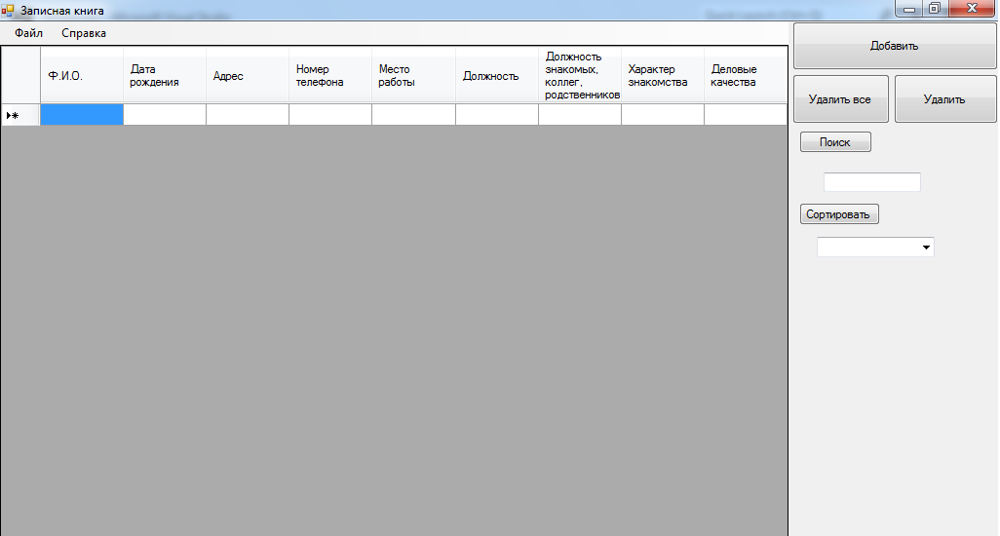 Записная книга
Файл Справка
Ф.И.О.
Дата
рождения
Адрес
Номер
телефона
Место
работы
Должность
Должность
знакомых,
коллег,
родственников
Характер
знакомства
Деловые
качества
Добавить
Удалить все
Удалить
Поиск
Сортировать